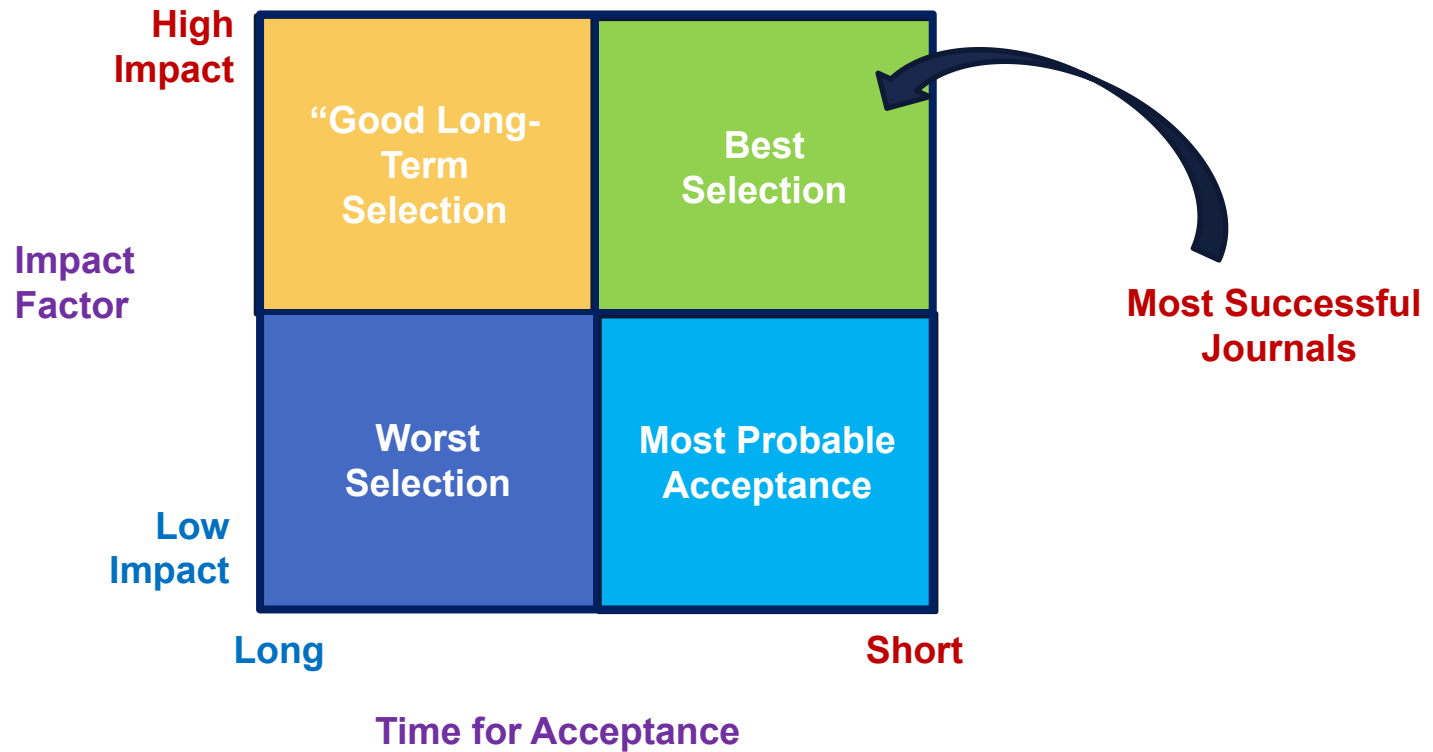 High
Impact
“Good Long-
Term
Selection
Best
Selection
Impact
Factor
Most Successful
Journals
Worst
Selection
Most Probable
Acceptance
Low
Impact
Long
Short
Time for Acceptance